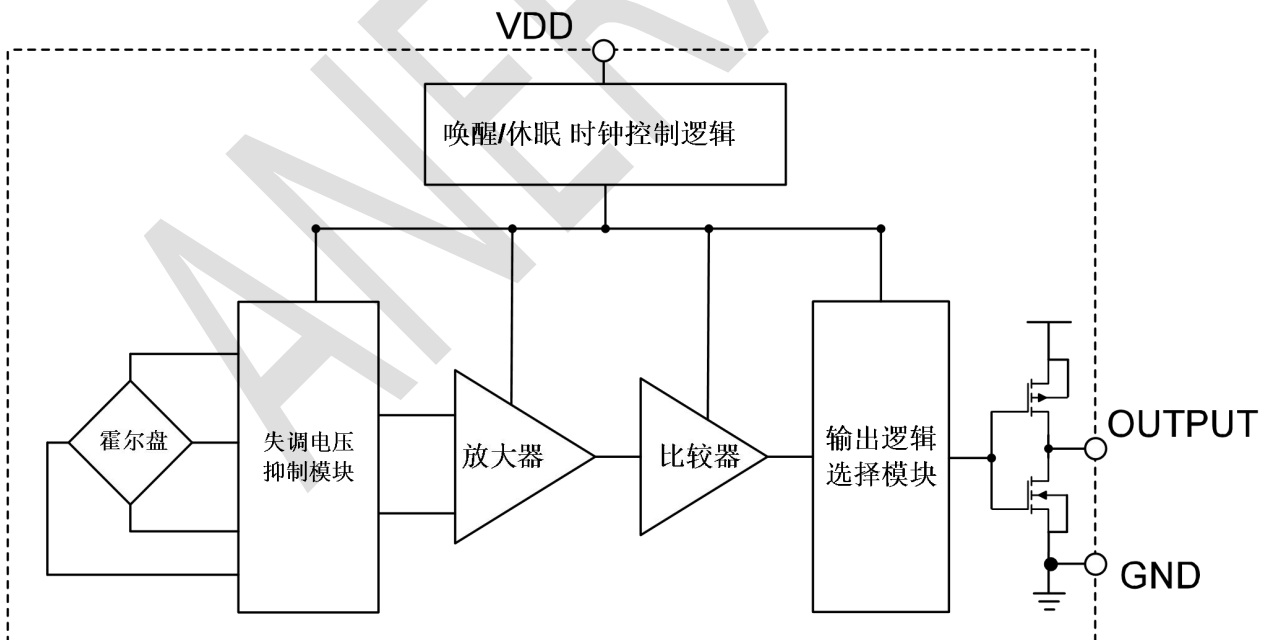 VDD
唤醒/休眠 时钟控制逻辑
霍尔盘
失调电压
抑制模块
放大器
比较器
输出逻辑
选择模块
OUTPUT
GND